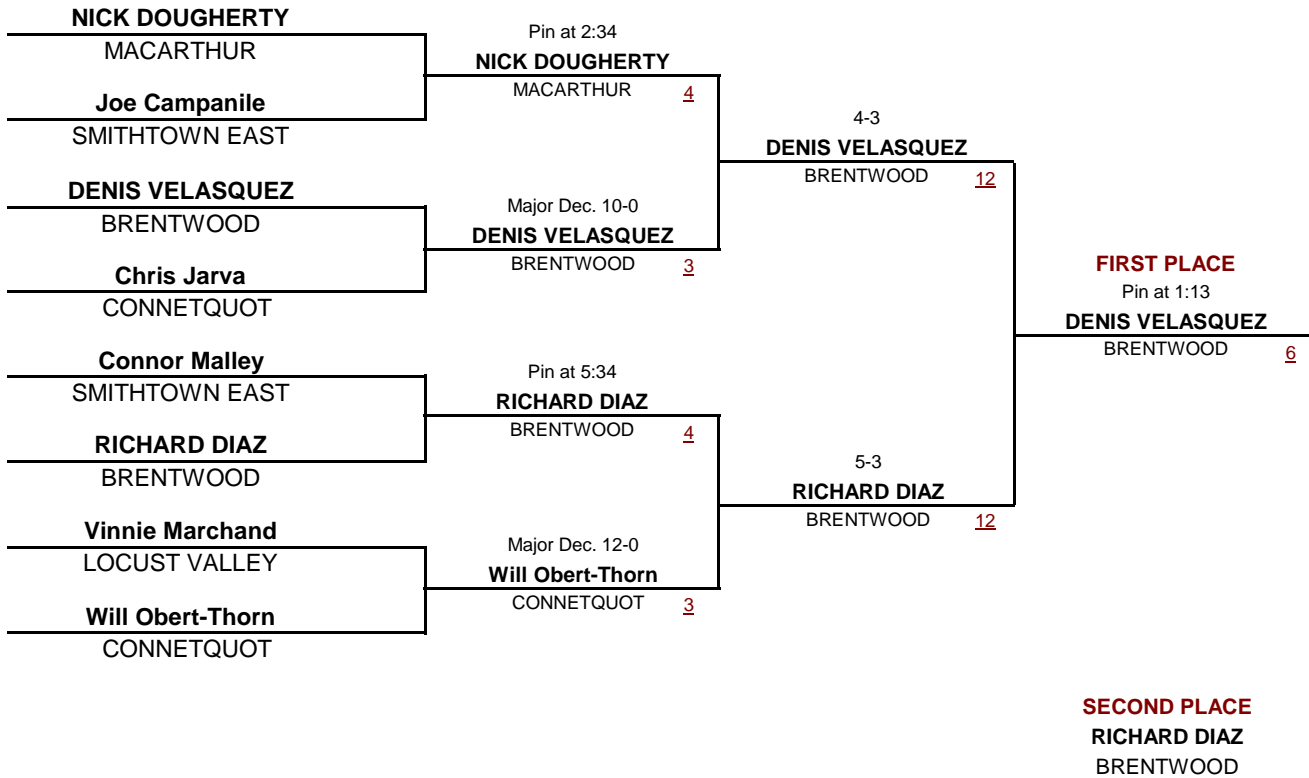 NICK DOUGHERTY
MACARTHUR
Joe Campanile
SMITHTOWN EAST
DENIS VELASQUEZ
BRENTWOOD
Chris Jarva
CONNETQUOT
Connor Malley
SMITHTOWN EAST
RICHARD DIAZ
BRENTWOOD
Vinnie Marchand
LOCUST VALLEY
Will Obert-Thorn
CONNETQUOT
Pin at 2:34
NICK DOUGHERTY
MACARTHUR 4
Major Dec. 10-0
DENIS VELASQUEZ
BRENTWOOD 3
Pin at 5:34
RICHARD DIAZ
BRENTWOOD 4
Major Dec. 12-0
Will Obert-Thorn
CONNETQUOT 3
4-3
DENIS VELASQUEZ
BRENTWOOD 12
5-3
RICHARD DIAZ
BRENTWOOD 12
FIRST PLACE
Pin at 1:13
DENIS VELASQUEZ
BRENTWOOD 6
SECOND PLACE
RICHARD DIAZ
BRENTWOOD